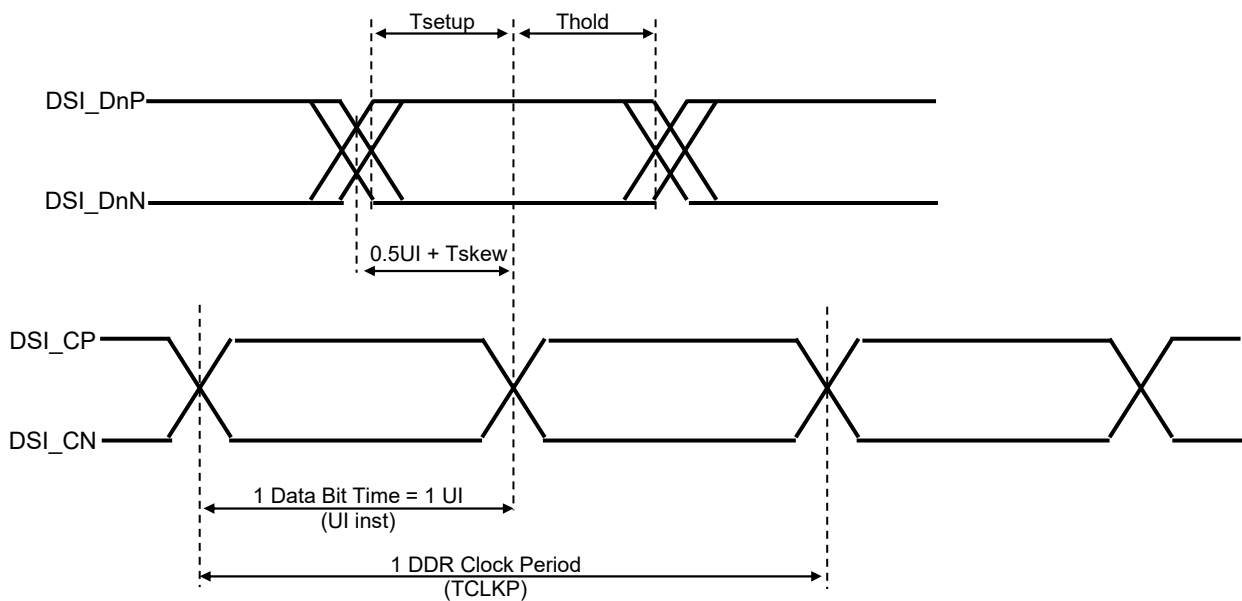 Tsetup
Thold
DSI_DnP
DSI_DnN
0.5UI + Tskew
DSI_CP
DSI_CN
1 Data Bit Time = 1 UI
(UI inst)
1 DDR Clock Period
(TCLKP)